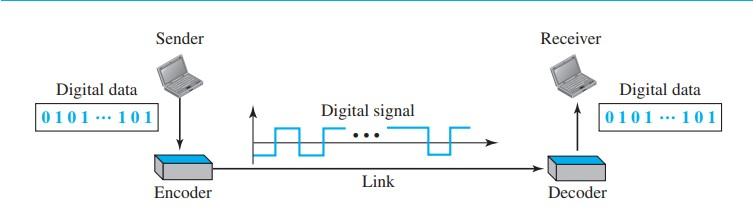 Sender
Receiver
Digital data
Digital data
0 1 0 1 ••• 1 0 1
Digital signal
•••
0 1 0 1 ••• 1 0 1
Encoder
Link
Decoder